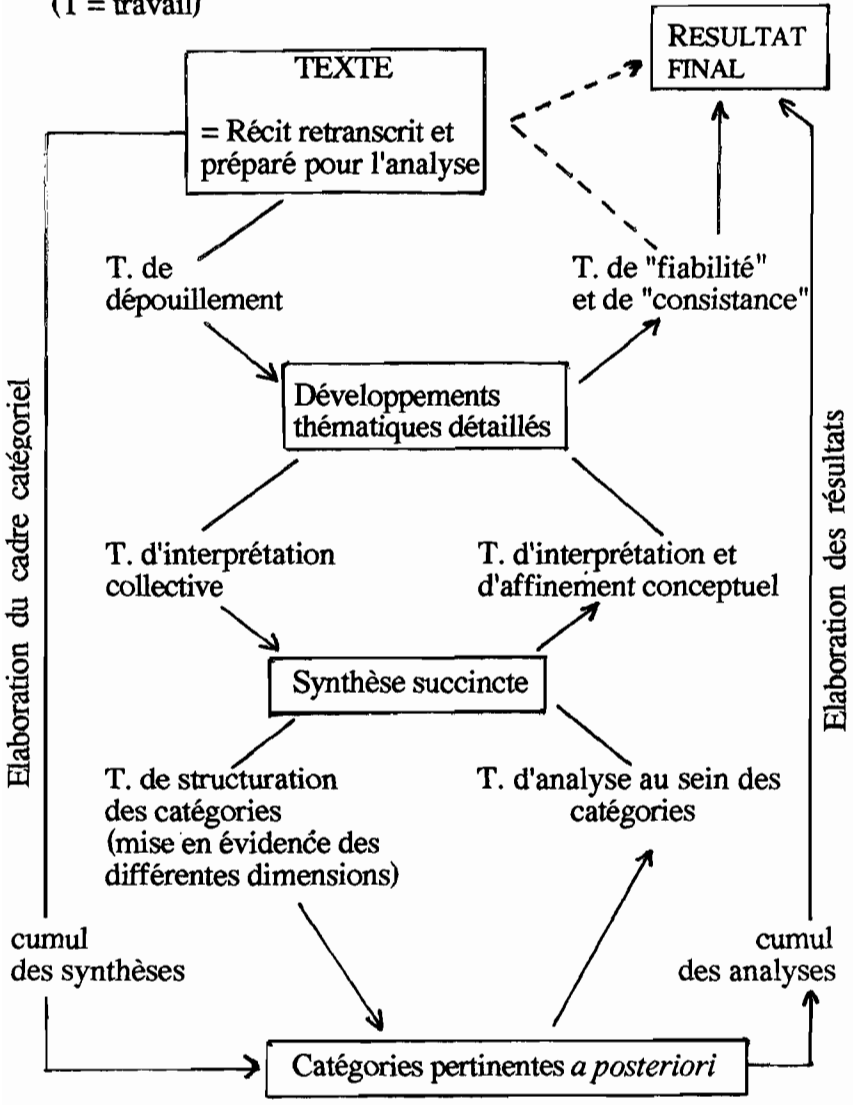 (T = travail)
RESULTAT
FINAL
TEXTE
= Récit retranscrit et
préparé pour l'analyse
T. de
dépouillement
T. de "fiabilité"
et de "consistance"
Développements
thématiques détaillés
Elaboration du cadre catégoriel
Elaboration des résultats
T. d'interprétation
collective
T. d'interprétation et
d'affinement conceptuel
Synthèse succincte
T. de structuration
des catégories
(mise en évidence des
différentes dimensions)
T. d'analyse au sein des
catégories
cumul
des synthèses
cumul
des analyses
Catégories pertinentes a posteriori